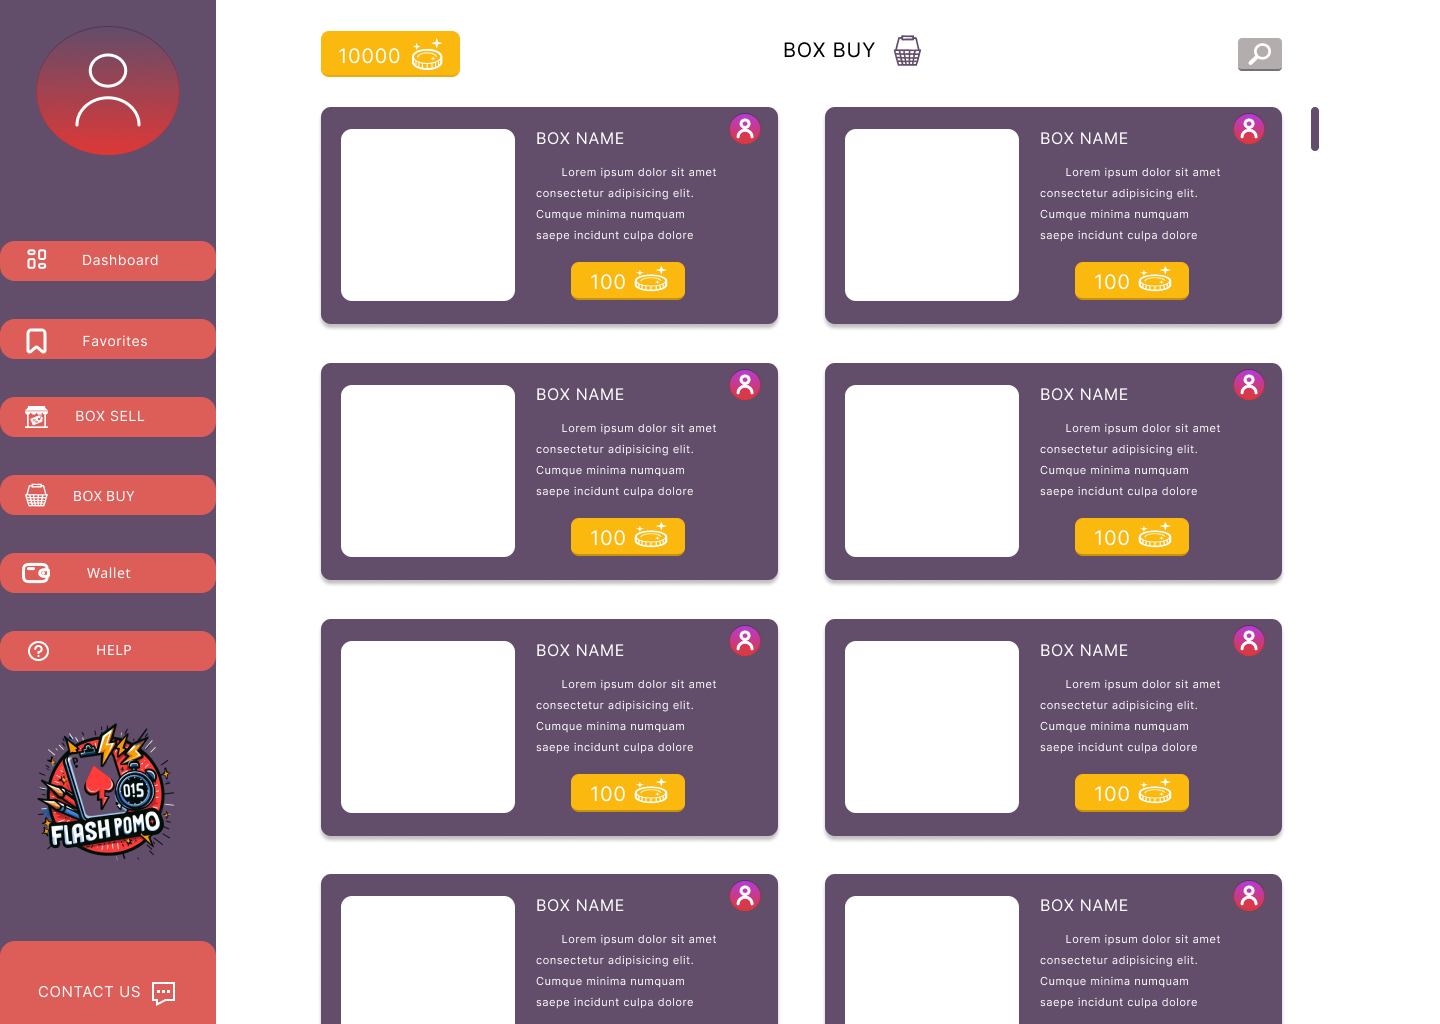 10000
BOX BUY
Dashboard
Favorites
BOX SELL
BOX BUY
Wallet
HELP
015
FLASH POMO
CONTACT US
BOX NAME
Lorem ipsum dolor sit amet
consectetur adipisicing elit.
Cumque minima numquam
saepe incidunt culpa dolore
100
BOX NAME
Lorem ipsum dolor sit amet
consectetur adipisicing elit.
Cumque minima numquam
saepe incidunt culpa dolore
100
BOX NAME
Lorem ipsum dolor sit amet
consectetur adipisicing elit.
Cumque minima numquam
saepe incidunt culpa dolore
100
BOX NAME
Lorem ipsum dolor sit amet
consectetur adipisicing elit.
Cumque minima numquam
saepe incidunt culpa dolore
100
BOX NAME
Lorem ipsum dolor sit amet
consectetur adipisicing elit.
Cumque minima numquam
saepe incidunt culpa dolore
100
BOX NAME
Lorem ipsum dolor sit amet
consectetur adipisicing elit.
Cumque minima numquam
saepe incidunt culpa dolore
100
BOX NAME
Lorem ipsum dolor sit amet
consectetur adipisicing elit.
Cumque minima numquam
saepe incidunt culpa dolore
BOX NAME
Lorem ipsum dolor sit amet
consectetur adipisicing elit.
Cumque minima numquam
saepe incidunt culpa dolore